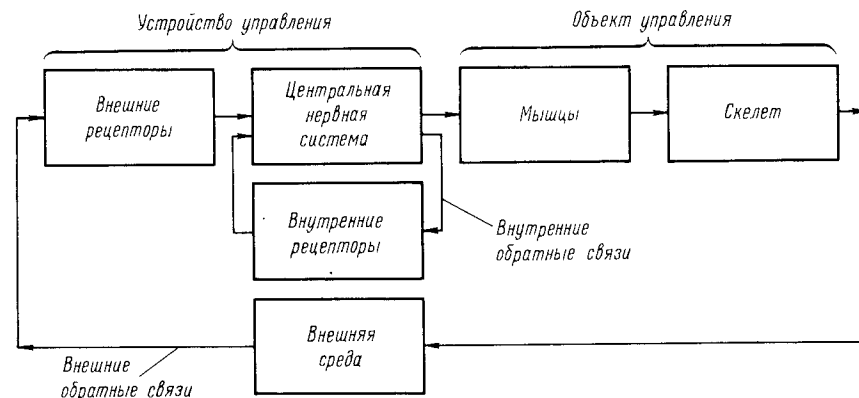 Устройство управления
Объект управления
Внешние
рецепторы
Центральная
нервная
система
Мышцы
Скелет
Внутренние
рецепторы
Внутренние
обратные связи
Внешняя
среда
Внешние
обратные связи